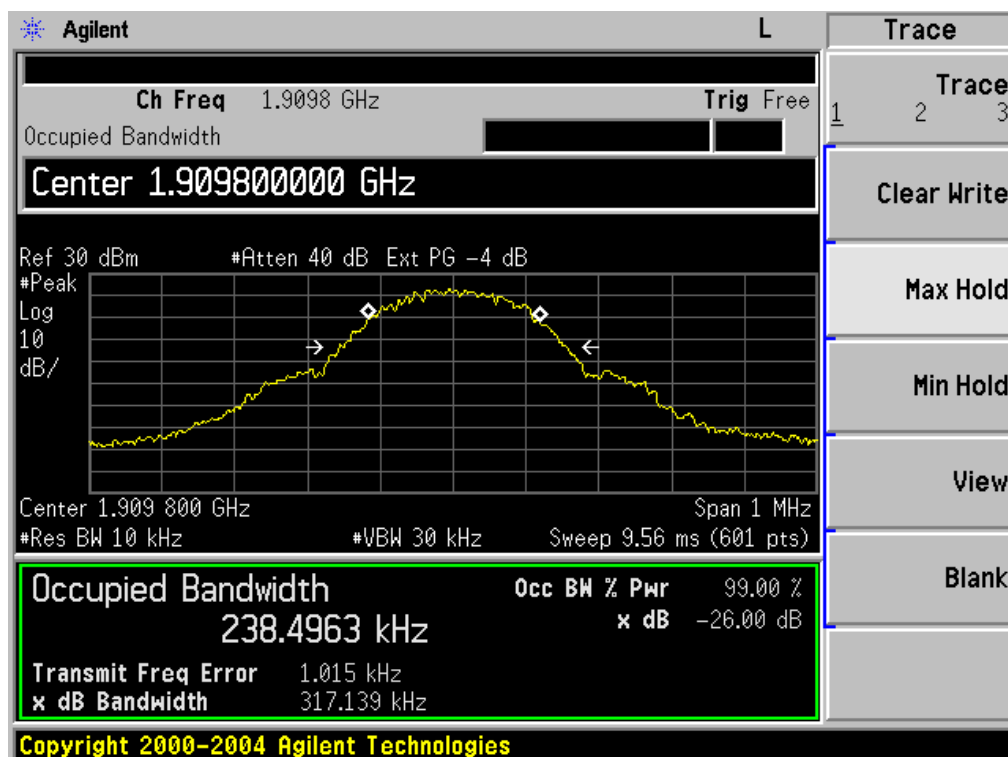 Agilent L Trace
Ch Freq 1.9098 GHz Trig Free
Occupied Bandwidth
Center 1.909800000 GHz
Ref 30 dBm #Atten 40 dB Ext PG -4 dB
#Peak
Log
10
dB/
Center 1.909 800 GHz Span 1 MHz
#Res BW 10 kHz #VBW 30 kHz Sweep 9.56 ms (601 pts)
Occupied Bandwidth Occ BW % Pwr 99.00 %
238.4963 kHz x dB -26.00 dB
Transmit Freq Error 1.015 kHz
x dB Bandwidth 317.139 kHz
Copyright 2000-2004 Agilent Technologies
Trace
1 2 3
Clear Write
Max Hold
Min Hold
View
Blank